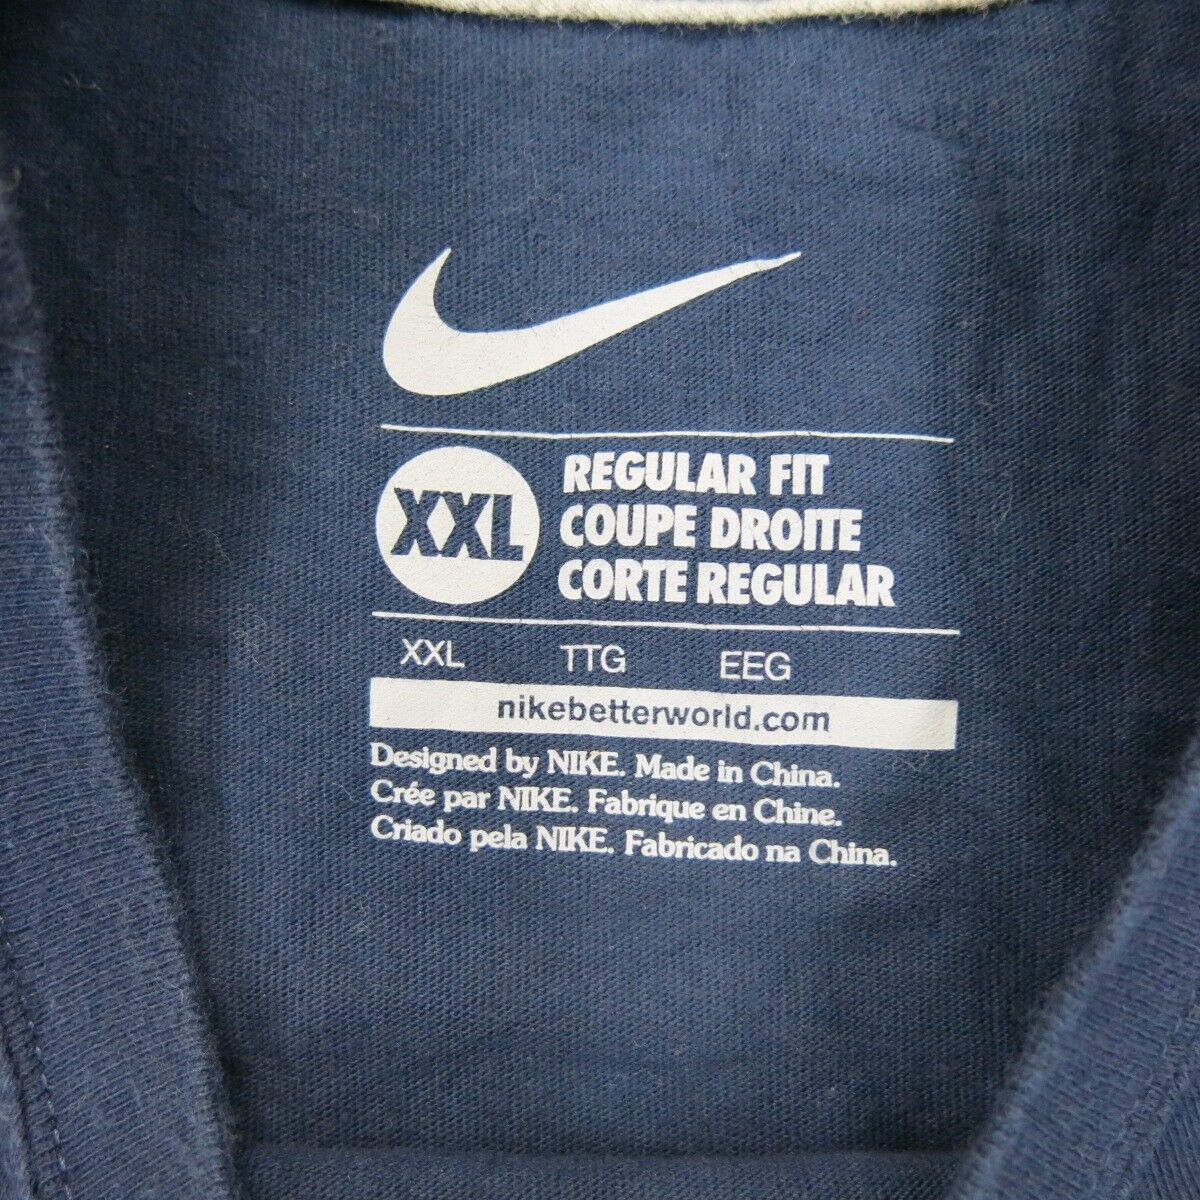 XXL
REGULAR FIT
COUPE DROITE
CORTE REGULAR
XXL TTG EEG
nikebetterworld.com
Designed by NIKE. Made in China.
Crée par NIKE. Fabrique en Chine.
Criado pela NIKE. Fabricado na China.